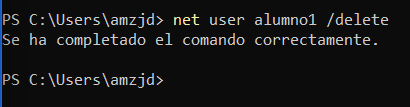 PS C:\Users\amzjd> net user alumno1 /delete
Se ha completado el comando correctamente.
PS C:\Users\amzjd>